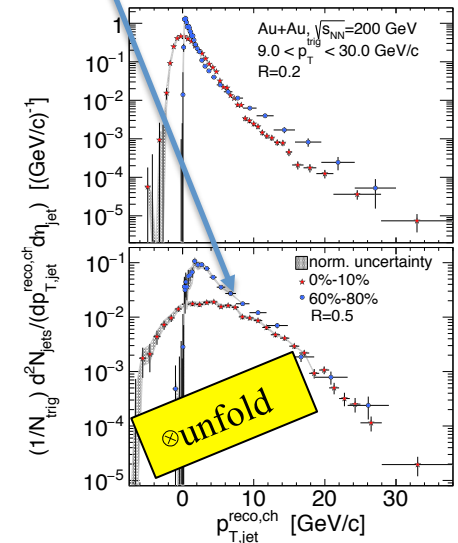 1
10⁻¹
10⁻²
10⁻³
10⁻⁴
10⁻⁵
Au+Au, √s_NN=200 GeV
9.0 < p_T^trig < 30.0 GeV/c
R=0.2
(1/N_trig) d²N_jets/(dp_T,jet^reco,ch dη_jet) [(GeV/c)⁻¹]
10⁻¹
10⁻²
10⁻³
10⁻⁴
10⁻⁵
norm. uncertainty
0%-10%
60%-80%
R=0.5
⊗unfold
0 10 20 30
p_T,jet^reco,ch [GeV/c]